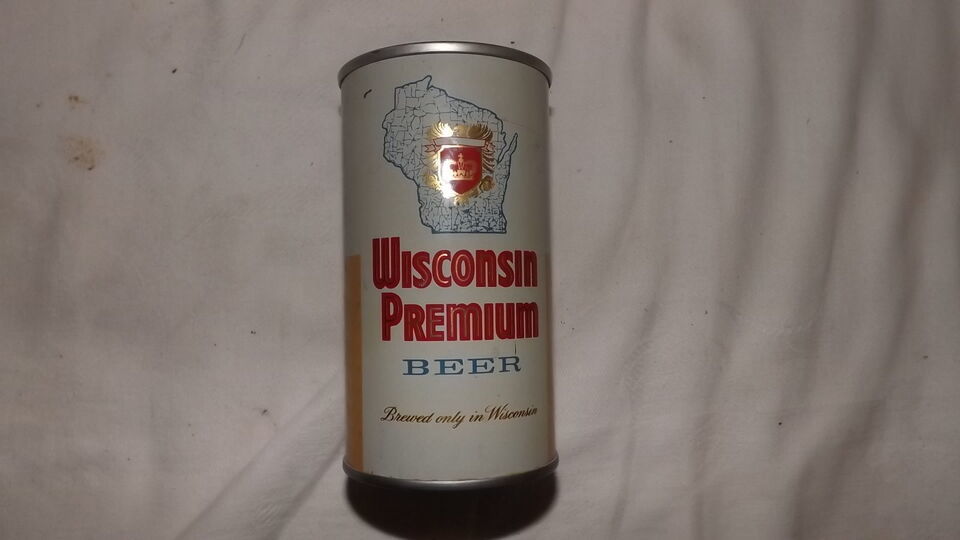 Wisconsin
Premium
BEER
Brewed only in Wisconsin